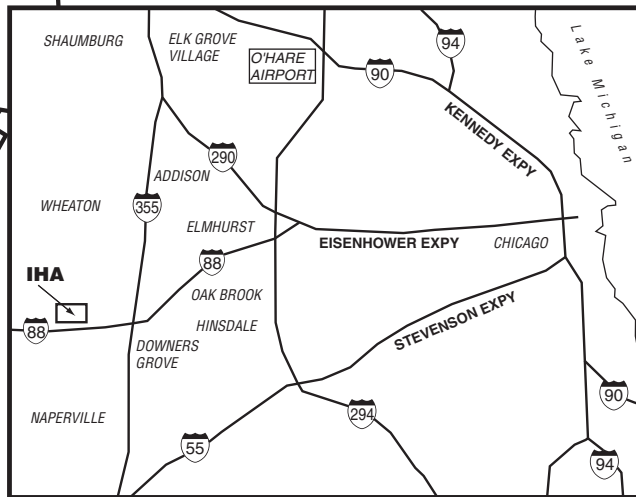 SHAUMBURG
ELK GROVE
VILLAGE
O'HARE
AIRPORT
94
90
Lake Michigan
KENNEDY EXPY
290
ADDISON
WHEATON
355
ELMHURST
EISENHOWER EXPY
CHICAGO
88
IHA
OAK BROOK
HINSDALE
STEVENSON EXPY
88
DOWNERS
GROVE
NAPERVILLE
294
90
55
94